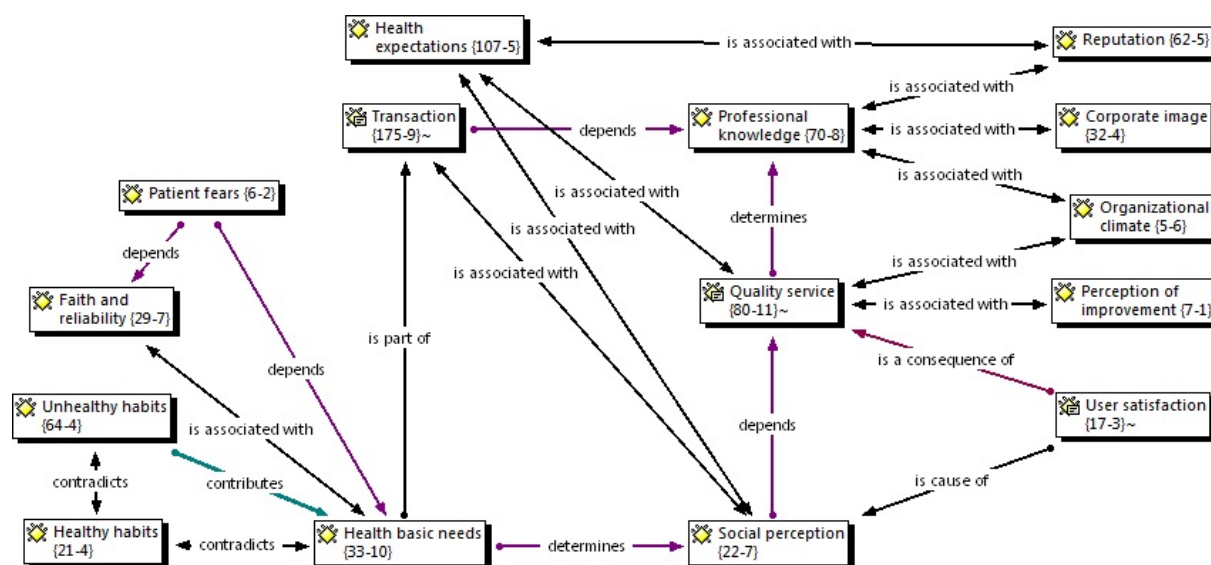 Health
expectations {107-5}
is associated with
Reputation {62-5}
is associated with
Transaction
{175-9}~
depends
Professional
knowledge {70-8}
is associated with
Corporate image
{32-4}
is associated with
Patient fears {6-2}
is associated with
determines
Organizational
climate {5-6}
is associated with
depends
is associated with
is associated with
Faith and
reliability {29-7}
Quality service
{80-11}~
is associated with
Perception of
improvement {7-1}
is part of
is a consequence of
depends
Unhealthy habits
{64-4}
is associated with
depends
User satisfaction
{17-3}~
contradicts
contributes
is cause of
Healthy habits
{21-4}
contradicts
Health basic needs
{33-10}
determines
Social perception
{22-7}